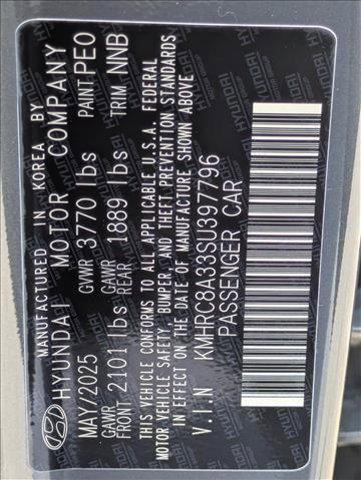 MANUFACTURED IN KOREA BY
HYUNDAI MOTOR COMPANY
MAY/2025 GVWR 3770 lbs PAINT PE0
GAWR FRONT 2101 lbs GAWR REAR 1889 lbs TRIM NNB
THIS VEHICLE CONFORMS TO ALL APPLICABLE U.S.A. FEDERAL
MOTOR VEHICLE SAFETY, BUMPER, AND THEFT PREVENTION STANDARDS
IN EFFECT ON THE DATE OF MANUFACTURE SHOWN ABOVE
V.I.N KMHRC8A33SU397796
PASSENGER CAR